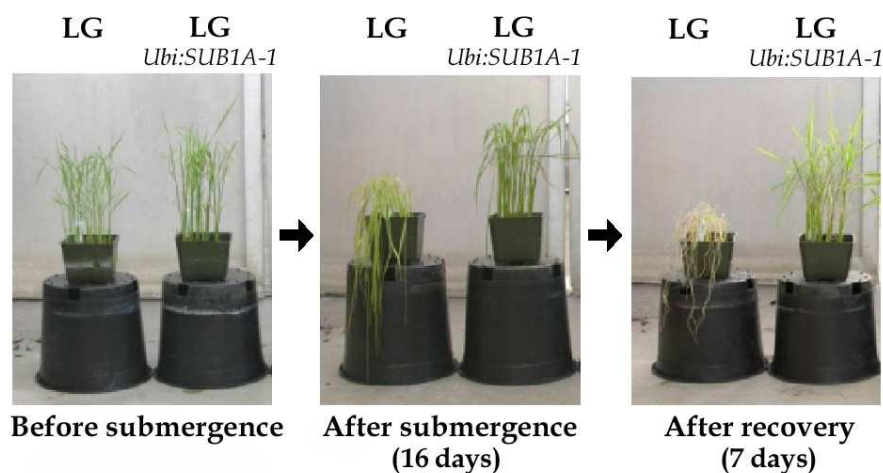 LG
LG
Ubi:SUB1A-1
LG
LG
Ubi:SUB1A-1
LG
LG
Ubi:SUB1A-1
Before submergence
After submergence
(16 days)
After recovery
(7 days)